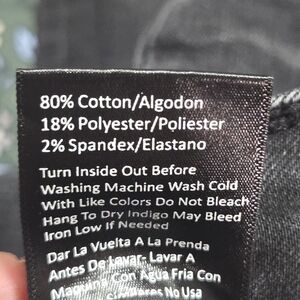 80% Cotton/Algodon
18% Polyester/Poliester
2% Spandex/Elastano
Turn Inside Out Before
Washing Machine Wash Cold
With Like Colors Do Not Bleach
Hang To Dry Indigo May Bleed
Iron Low If Needed
Dar La Vuelta A La Prenda
Antes De Lavar- Lavar A
Maquina Con Agua Fria Con
Similares No Usa